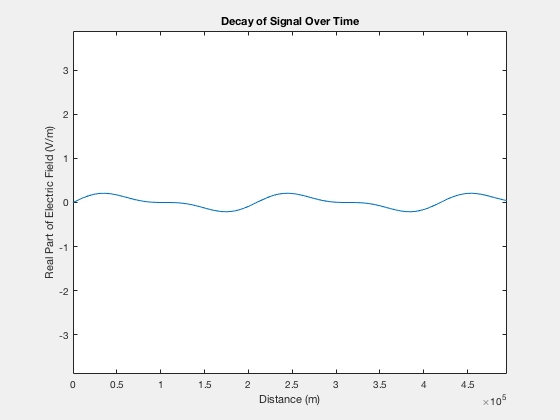 Decay of Signal Over Time
Real Part of Electric Field (V/m)
3
2
1
0
-1
-2
-3
0 0.5 1 1.5 2 2.5 3 3.5 4 4.5
Distance (m)
×10^5